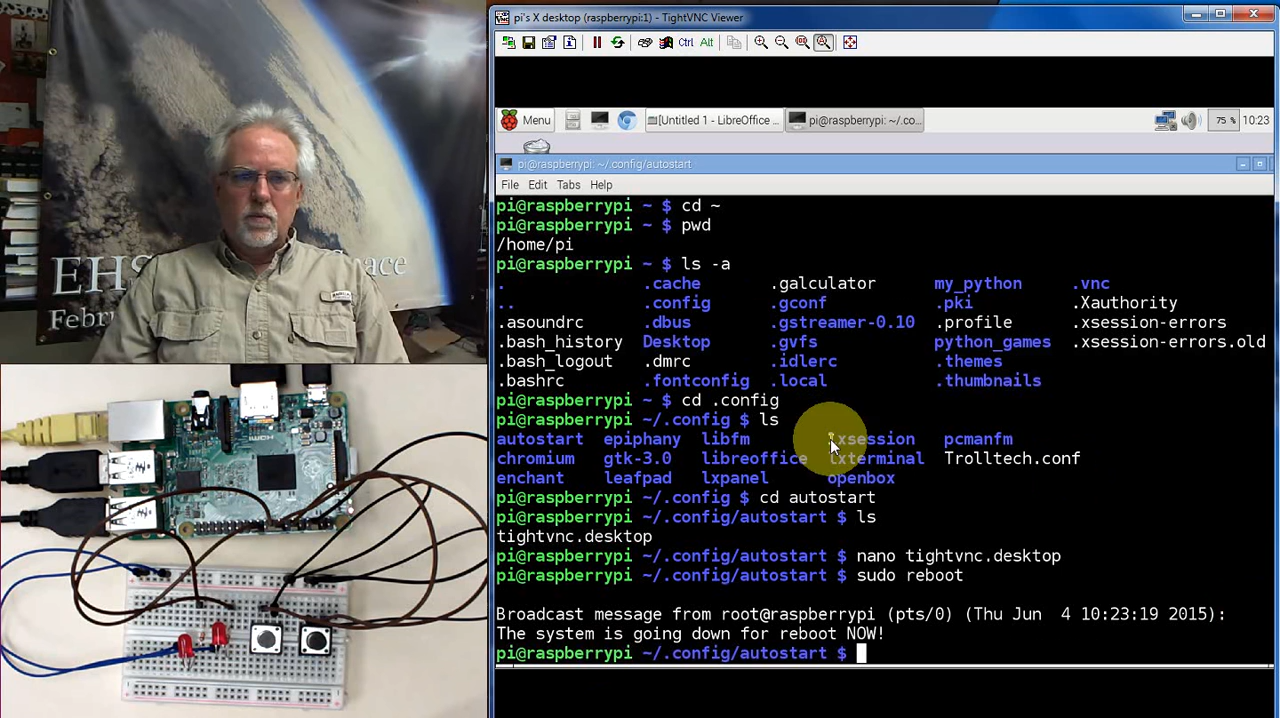 EHS
ace
Febru
pi's X desktop (raspberrypi:1) - TightVNC Viewer
Ctrl Alt
Menu [Untitled 1 - LibreOffice ... pi@raspberrypi: ~/.co... 75 % 10:23
pi@raspberrypi: ~/.config/autostart
File Edit Tabs Help
pi@raspberrypi ~ $ cd ~
pi@raspberrypi ~ $ pwd
/home/pi
pi@raspberrypi ~ $ ls -a
. .cache .galculator my_python .vnc
.. .config .gconf .pki .Xauthority
.asoundrc .dbus .gstreamer-0.10 .profile .xsession-errors
.bash_history Desktop .gvfs python_games .xsession-errors.old
.bash_logout .dmrc .idlerc .themes
.bashrc .fontconfig .local .thumbnails
pi@raspberrypi ~ $ cd .config
pi@raspberrypi ~/.config $ ls
autostart epiphany libfm lxsession pcmanfm
chromium gtk-3.0 libreoffice lxterminal Trolltech.conf
enchant leafpad lxpanel openbox
pi@raspberrypi ~/.config $ cd autostart
pi@raspberrypi ~/.config/autostart $ ls
tightvnc.desktop
pi@raspberrypi ~/.config/autostart $ nano tightvnc.desktop
pi@raspberrypi ~/.config/autostart $ sudo reboot
Broadcast message from root@raspberrypi (pts/0) (Thu Jun  4 10:23:19 2015):
The system is going down for reboot NOW!
pi@raspberrypi ~/.config/autostart $